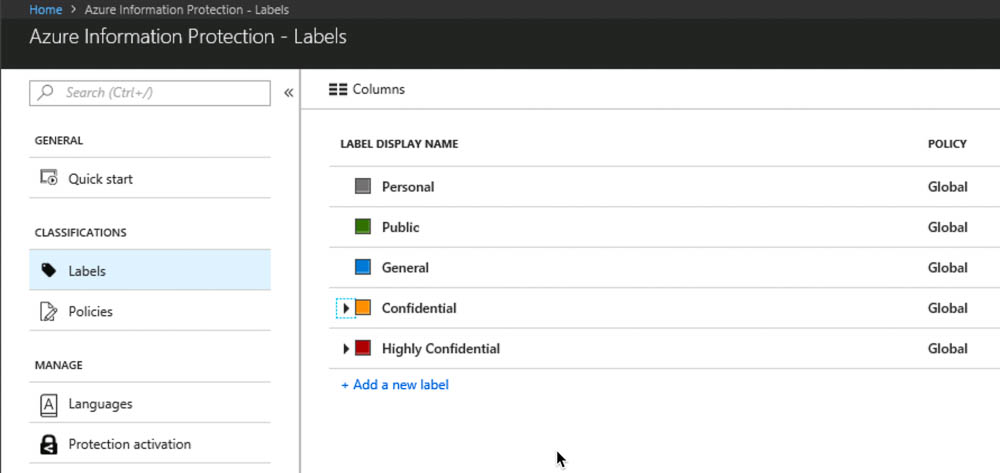 Home > Azure Information Protection - Labels
Azure Information Protection - Labels
Search (Ctrl+/)
«
GENERAL
Quick start
CLASSIFICATIONS
Labels
Policies
MANAGE
Languages
Protection activation
Columns
LABEL DISPLAY NAME POLICY
Personal Global
Public Global
General Global
Confidential Global
Highly Confidential Global
+ Add a new label